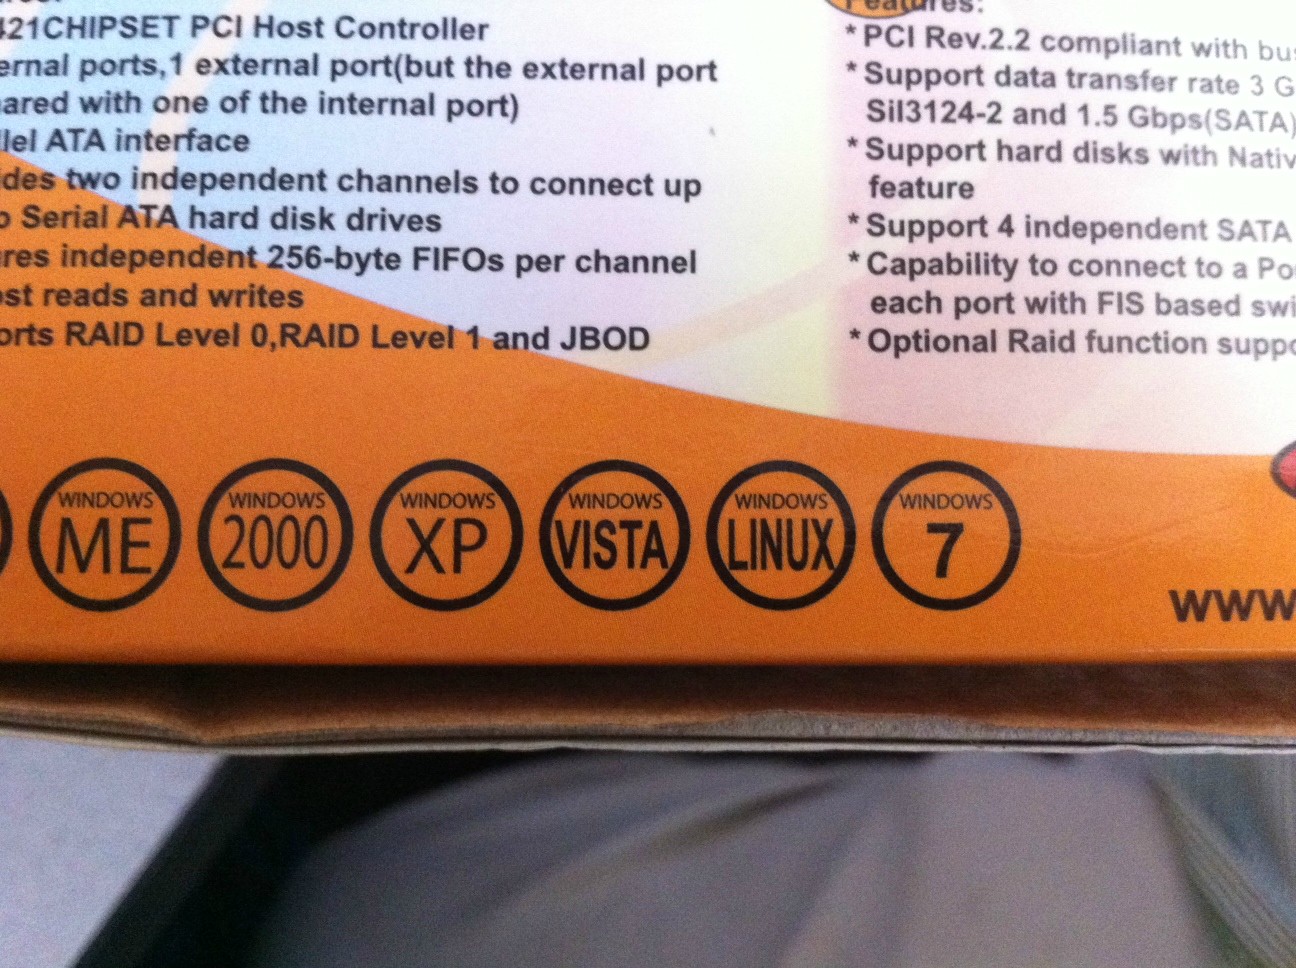 421CHIPSET PCI Host Controller
ernal ports,1 external port(but the external port
ared with one of the internal port)
llel ATA interface
des two independent channels to connect up
o Serial ATA hard disk drives
res independent 256-byte FIFOs per channel
ost reads and writes
orts RAID Level 0,RAID Level 1 and JBOD
Features:
* PCI Rev.2.2 compliant with bus
* Support data transfer rate 3 G
SiI3124-2 and 1.5 Gbps(SATA)
* Support hard disks with Nativ
feature
* Support 4 independent SATA
* Capability to connect to a Po
each port with FIS based swi
* Optional Raid function suppo
WINDOWS
ME
WINDOWS
2000
WINDOWS
XP
WINDOWS
VISTA
WINDOWS
LINUX
WINDOWS
7
www.